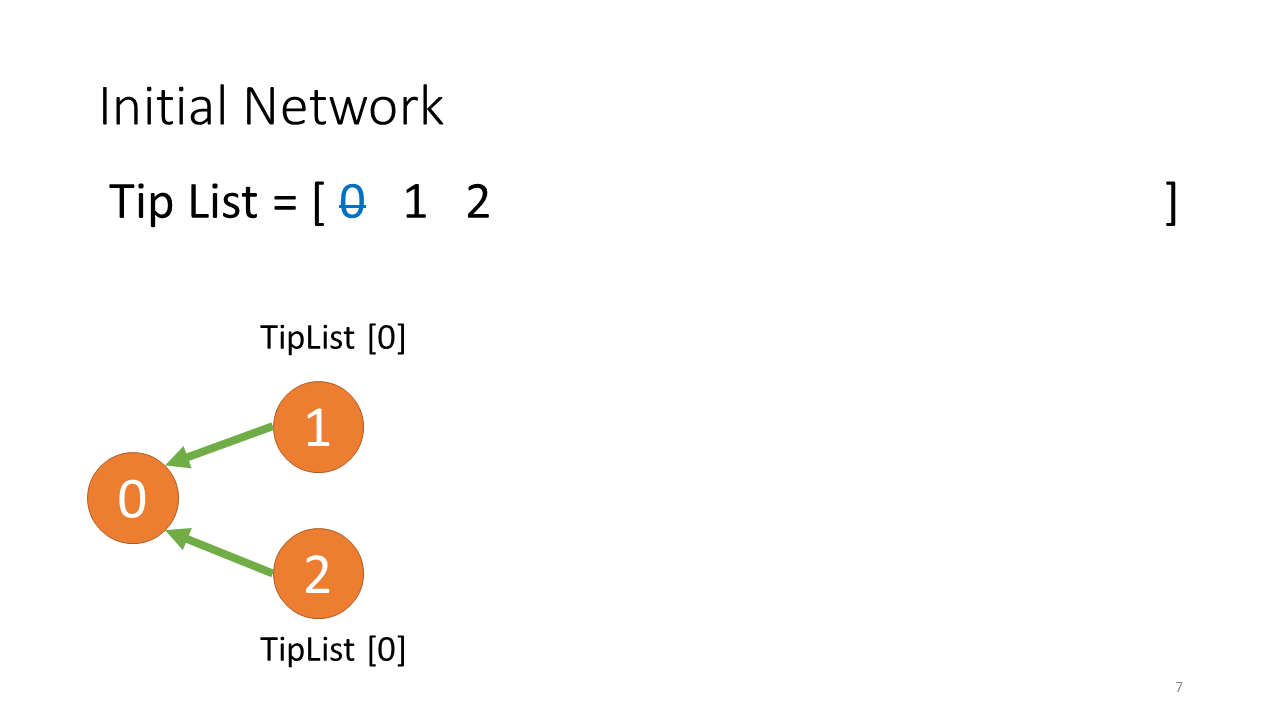 Initial Network
Tip List = [ 0 1 2 ]
TipList [0]
1
0
2
TipList [0]
7